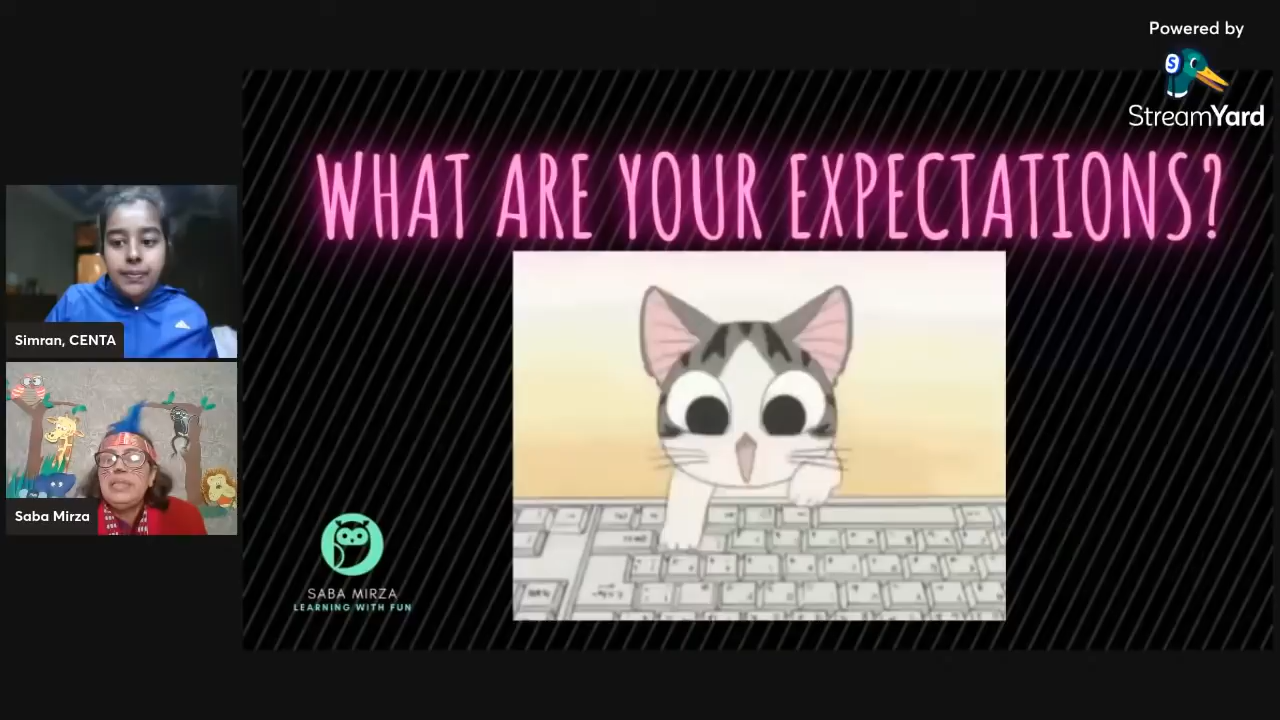 Powered by
S
StreamYard
WHAT ARE YOUR EXPECTATIONS?
Simran, CENTA
Saba Mirza
SABA MIRZA
LEARNING WITH FUN